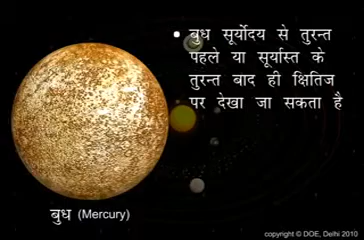 बुध सूर्योदय से तुरन्त
पहले या सूर्यास्त के
तुरन्त बाद ही क्षितिज
पर देखा जा सकता है
बुध (Mercury)
copyright © DOE, Delhi 2010